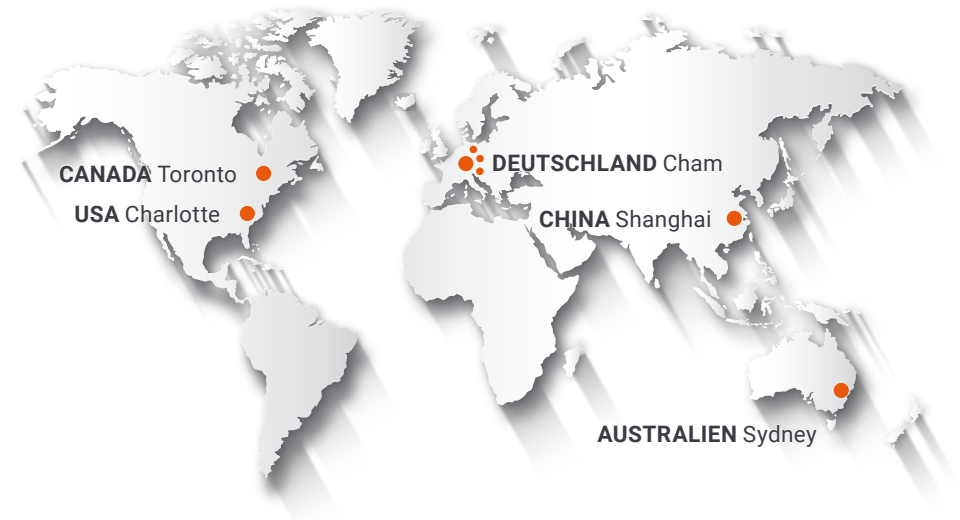 CANADA Toronto
DEUTSCHLAND Cham
USA Charlotte
CHINA Shanghai
AUSTRALIEN Sydney